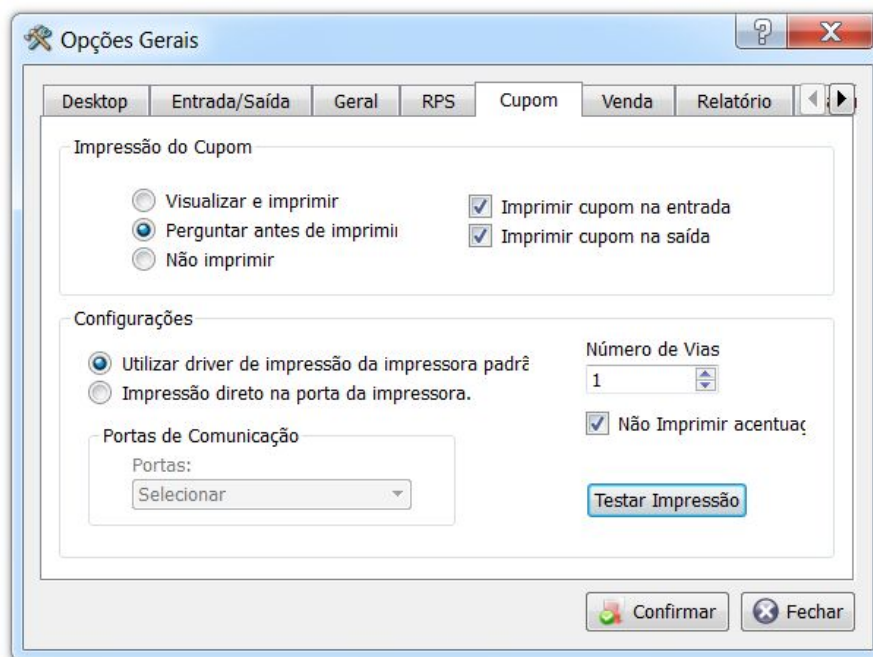 Opções Gerais
Desktop Entrada/Saída Geral RPS Cupom Venda Relatório
Impressão do Cupom
Visualizar e imprimir
Perguntar antes de imprimi
Não imprimir
Imprimir cupom na entrada
Imprimir cupom na saída
Configurações
Utilizar driver de impressão da impressora padrã
Impressão direto na porta da impressora.
Portas de Comunicação
Portas:
Selecionar
Número de Vias
1
Não Imprimir acentuaç
Testar Impressão
Confirmar Fechar